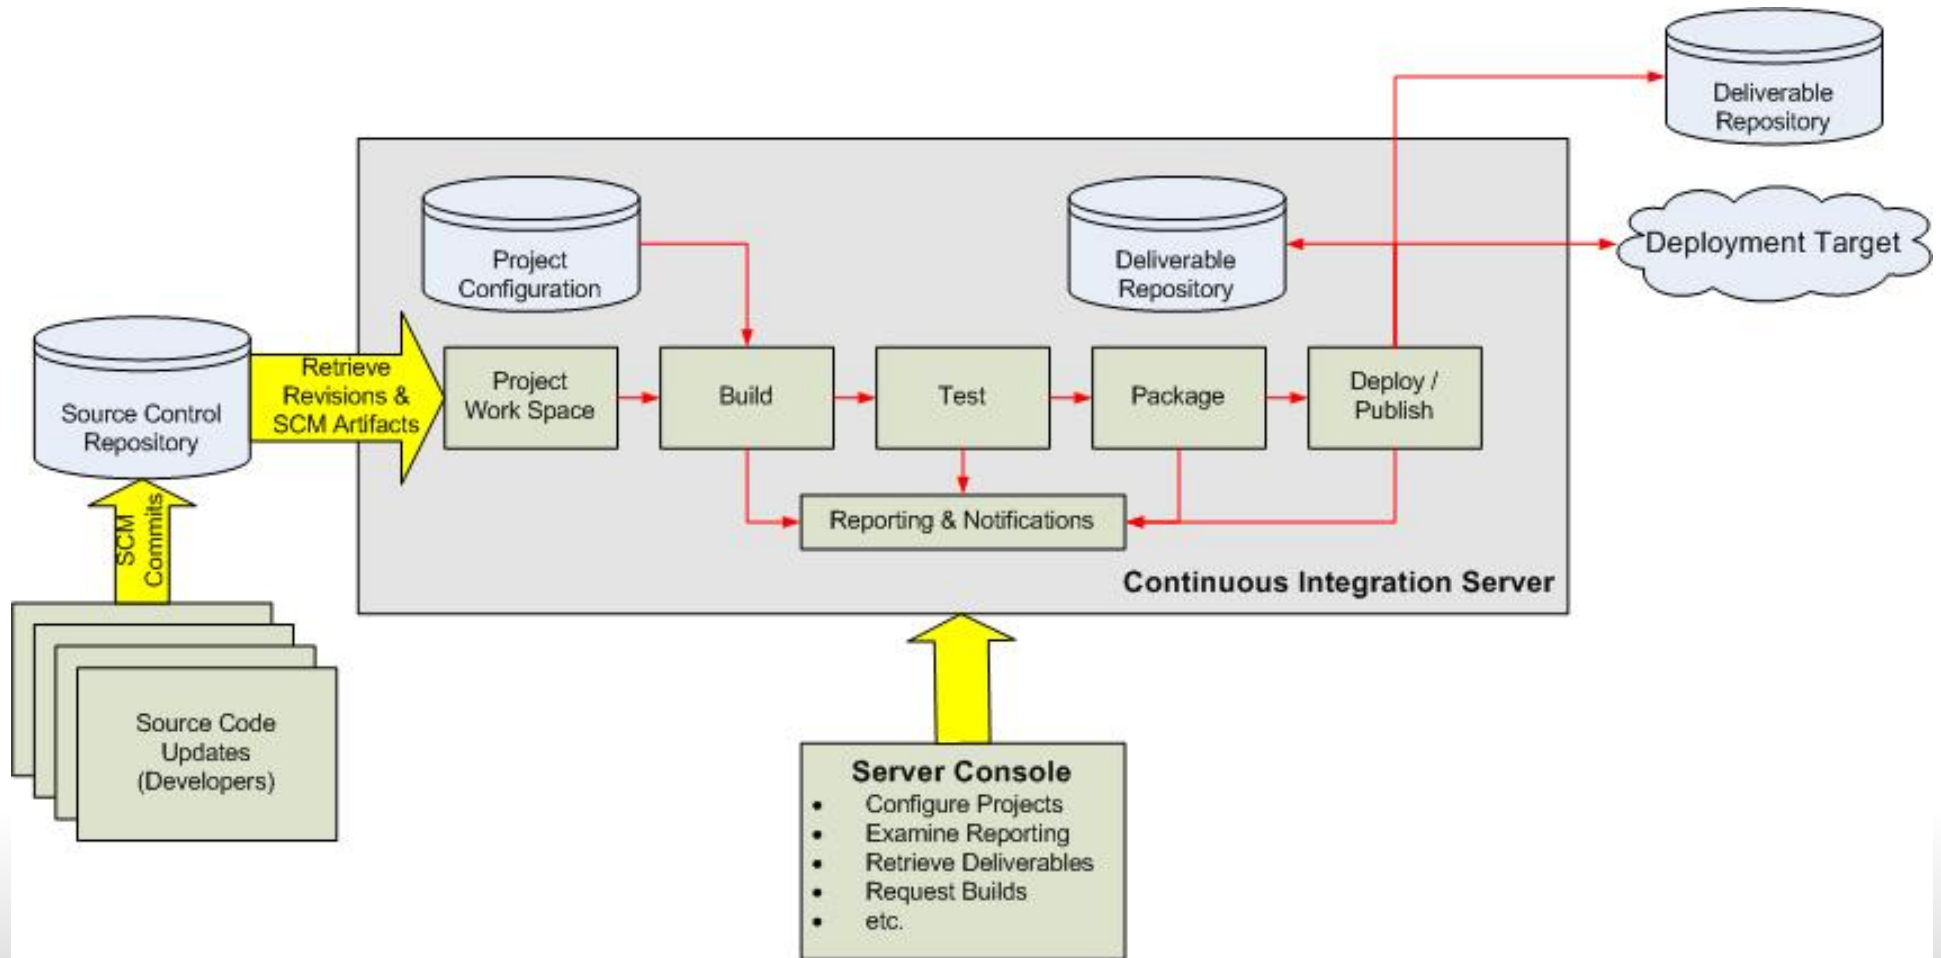 Deliverable
Repository
Project
Configuration
Deliverable
Repository
Deployment Target
Source Control
Repository
Retrieve
Revisions &
SCM Artifacts
Project
Work Space
Build
Test
Package
Deploy /
Publish
Reporting & Notifications
Continuous Integration Server
SCM
Commits
Source Code
Updates
(Developers)
Server Console
• Configure Projects
• Examine Reporting
• Retrieve Deliverables
• Request Builds
• etc.